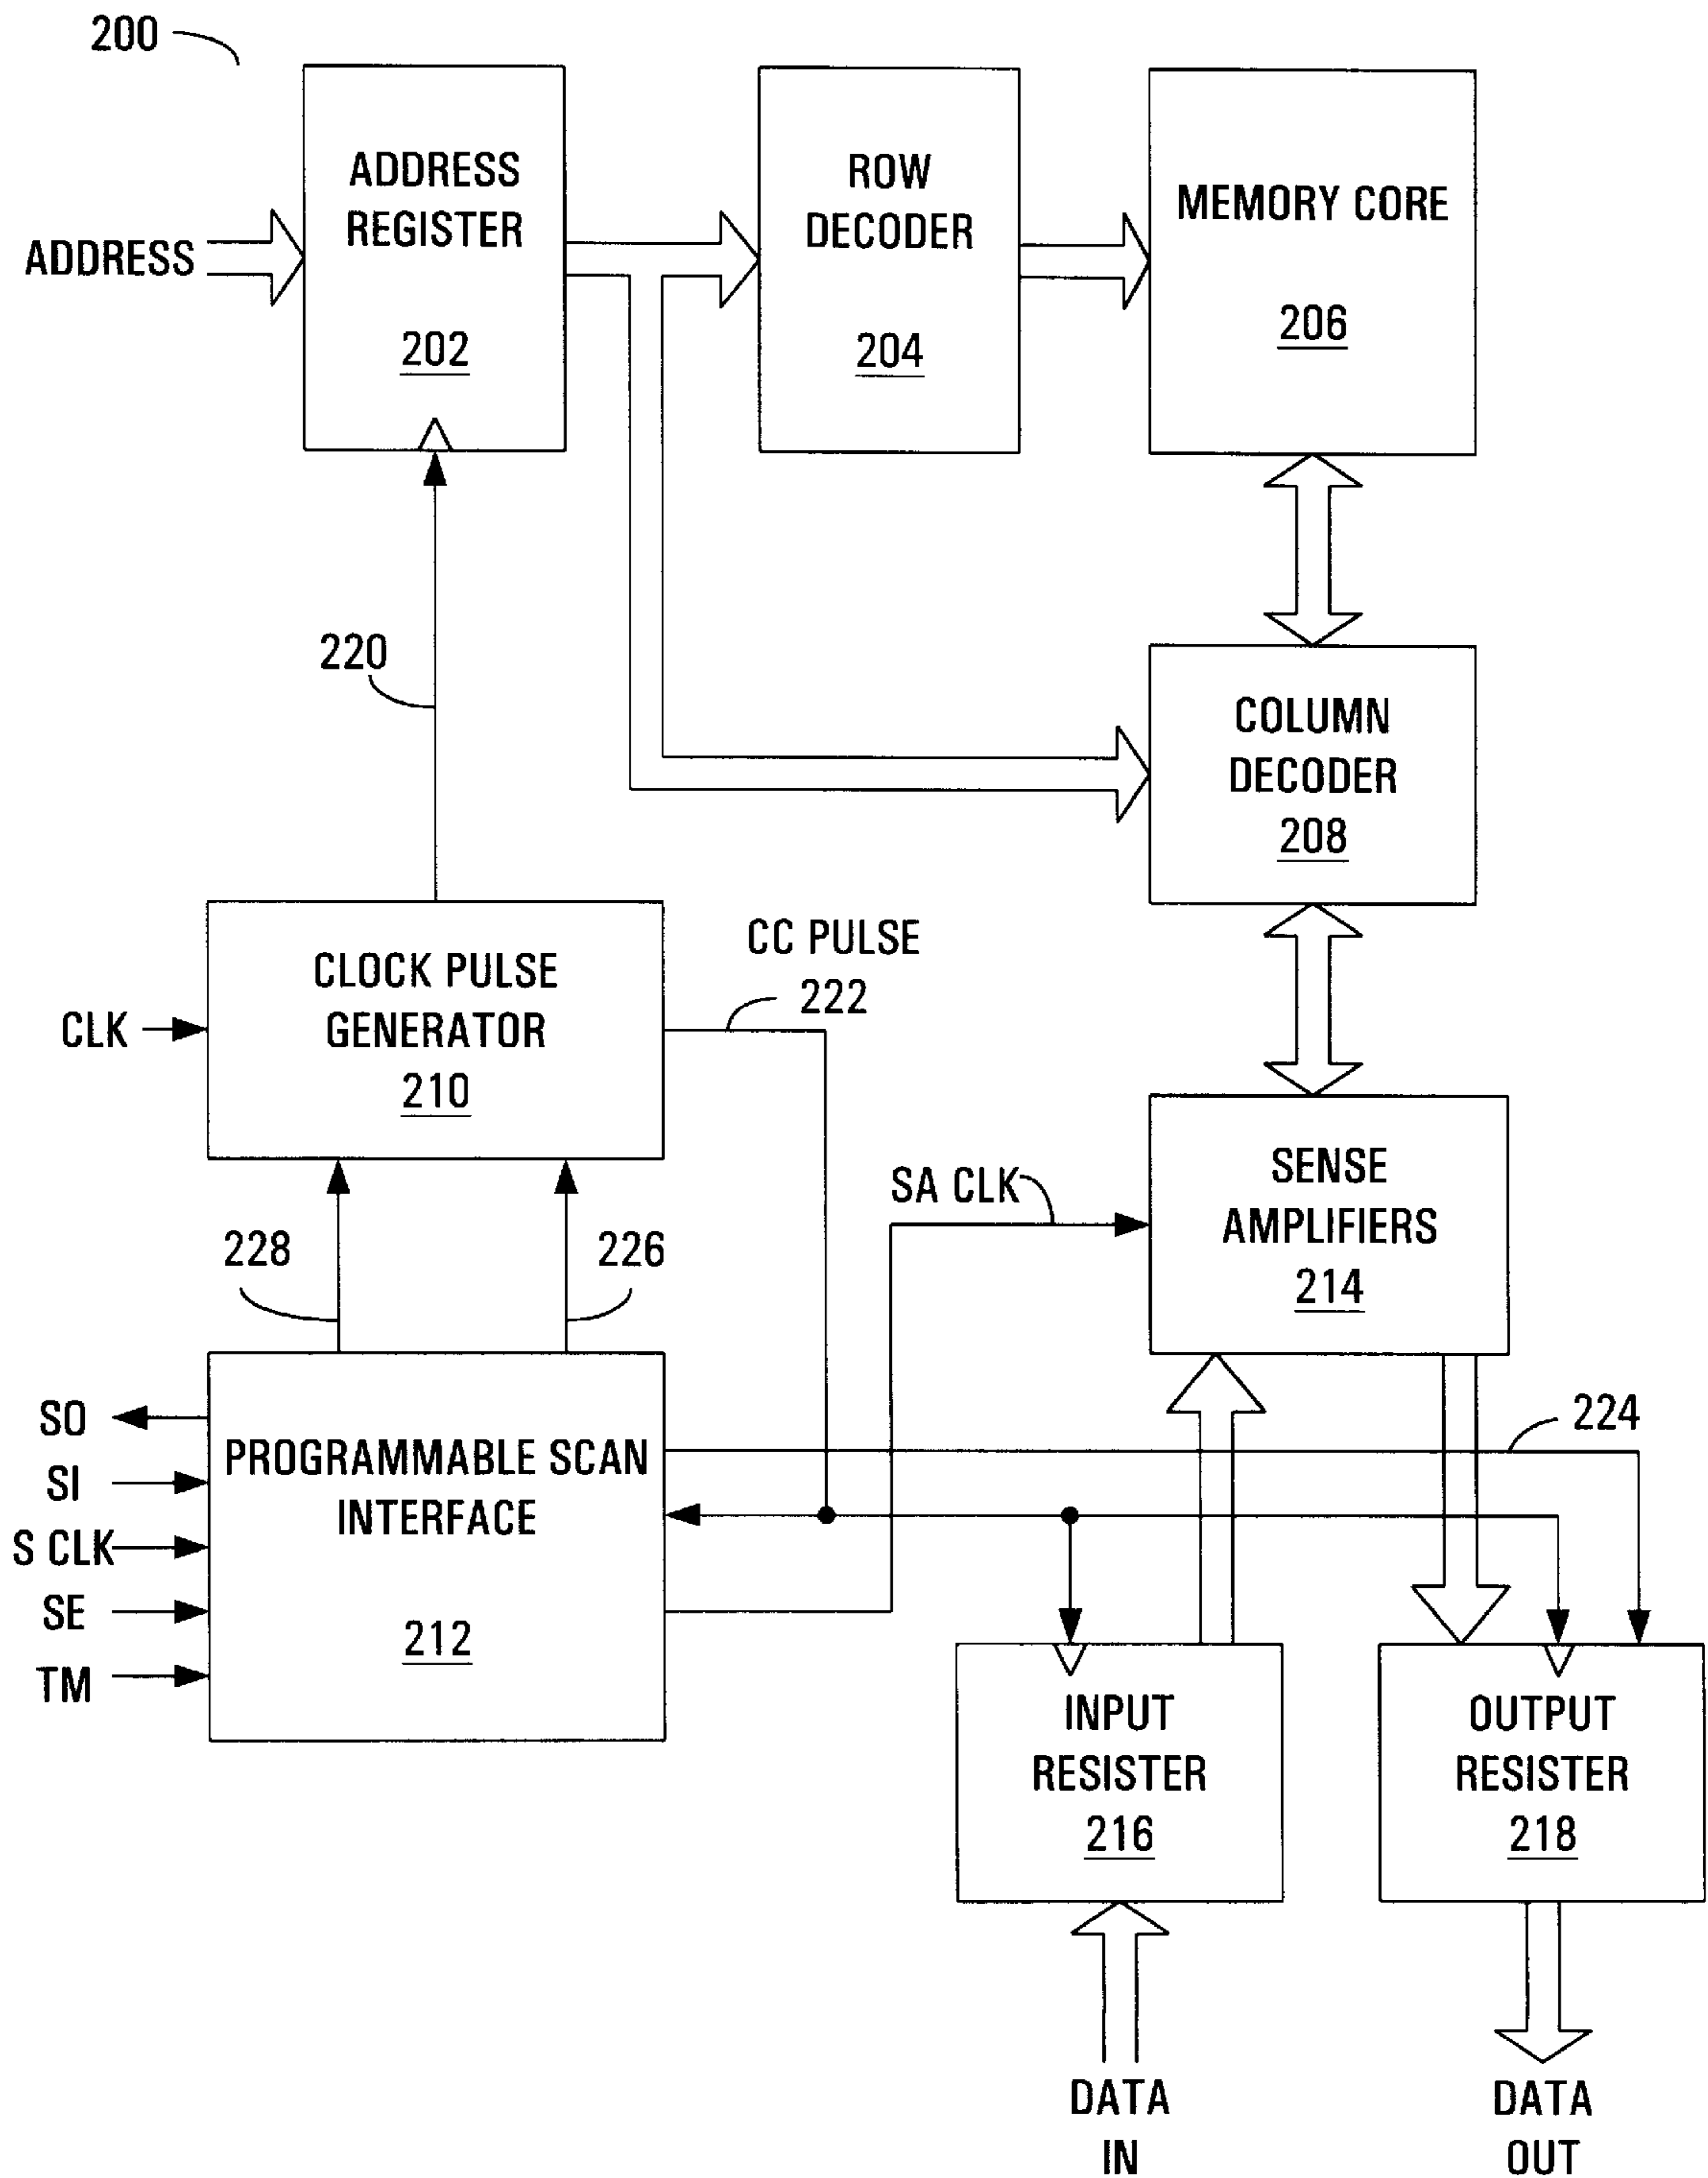 200
ADDRESS
REGISTER
202
ROW
DECODER
204
MEMORY CORE
206
ADDRESS
220
COLUMN
DECODER
208
CLOCK PULSE
GENERATOR
210
CC PULSE
222
CLK
SENSE
AMPLIFIERS
214
SA CLK
228
226
224
SO
SI
S CLK
SE
TM
PROGRAMMABLE SCAN
INTERFACE
212
INPUT
RESISTER
216
OUTPUT
RESISTER
218
DATA
IN
DATA
OUT